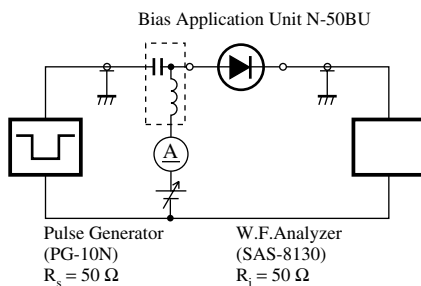 Bias Application Unit N-50BU
A
Pulse Generator
(PG-10N)
Rs = 50 Ω
W.F.Analyzer
(SAS-8130)
Ri = 50 Ω